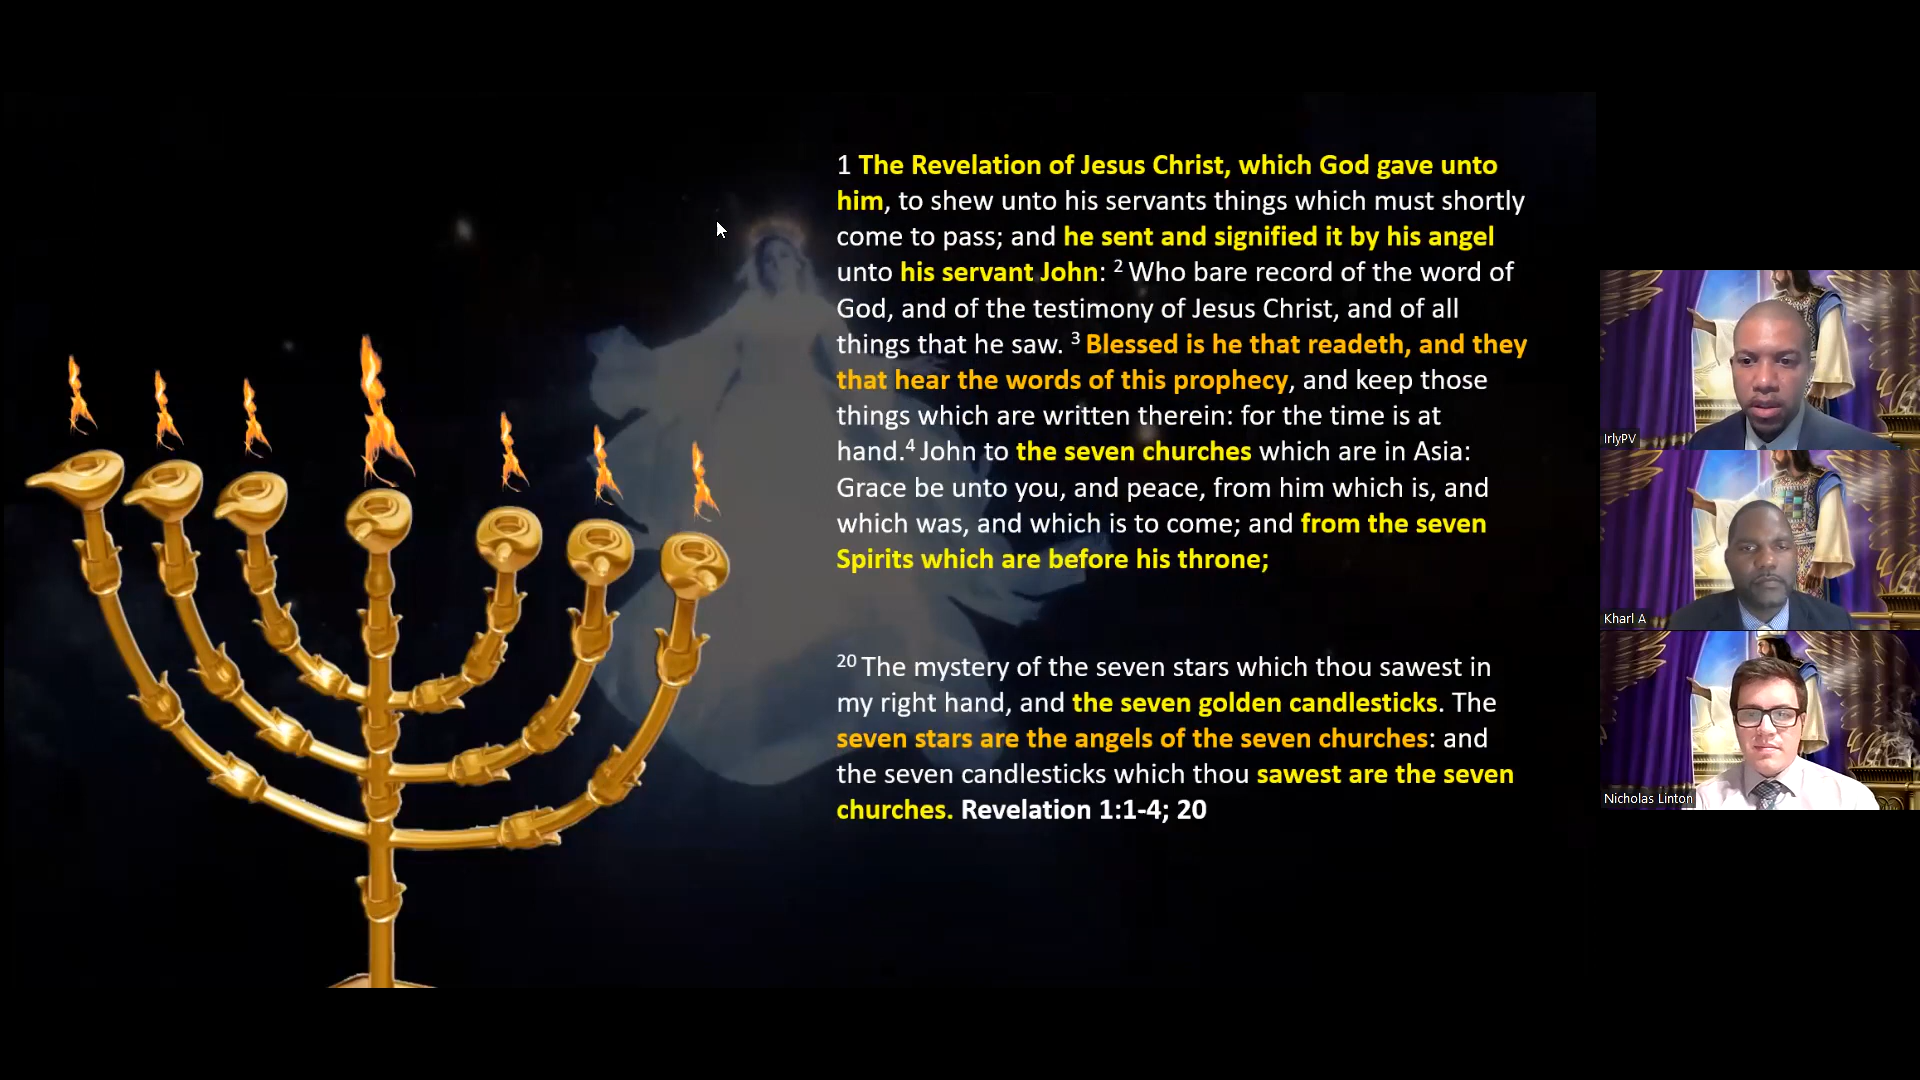 1 The Revelation of Jesus Christ, which God gave unto
him, to shew unto his servants things which must shortly
come to pass; and he sent and signified it by his angel
unto his servant John: 2 Who bare record of the word of
God, and of the testimony of Jesus Christ, and of all
things that he saw. 3 Blessed is he that readeth, and they
that hear the words of this prophecy, and keep those
things which are written therein: for the time is at
hand.4 John to the seven churches which are in Asia:
Grace be unto you, and peace, from him which is, and
which was, and which is to come; and from the seven
Spirits which are before his throne;
20 The mystery of the seven stars which thou sawest in
my right hand, and the seven golden candlesticks. The
seven stars are the angels of the seven churches: and
the seven candlesticks which thou sawest are the seven
churches. Revelation 1:1-4; 20
IrlyPV
Kharl A
Nicholas Linton